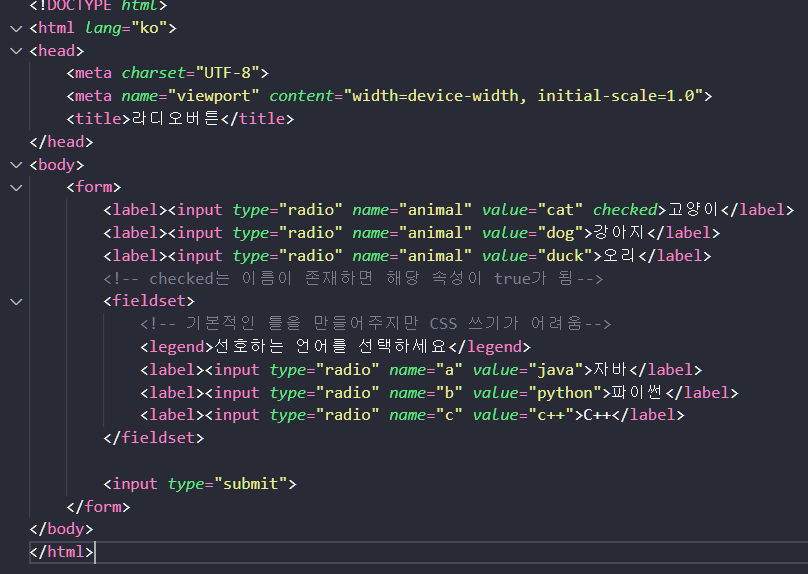 <!DOCTYPE html>
<html lang="ko">
<head>
    <meta charset="UTF-8">
    <meta name="viewport" content="width=device-width, initial-scale=1.0">
    <title>라디오버튼</title>
</head>
<body>
    <form>
        <label><input type="radio" name="animal" value="cat" checked>고양이</label>
        <label><input type="radio" name="animal" value="dog">강아지</label>
        <label><input type="radio" name="animal" value="duck">오리</label>
        <!-- checked는 이름이 존재하면 해당 속성이 true가 됨-->
        <fieldset>
            <!-- 기본적인 틀을 만들어주지만 CSS 쓰기가 어려움-->
            <legend>선호하는 언어를 선택하세요</legend>
            <label><input type="radio" name="a" value="java">자바</label>
            <label><input type="radio" name="b" value="python">파이썬</label>
            <label><input type="radio" name="c" value="c++">C++</label>
        </fieldset>

        <input type="submit">
    </form>
</body>
</html>